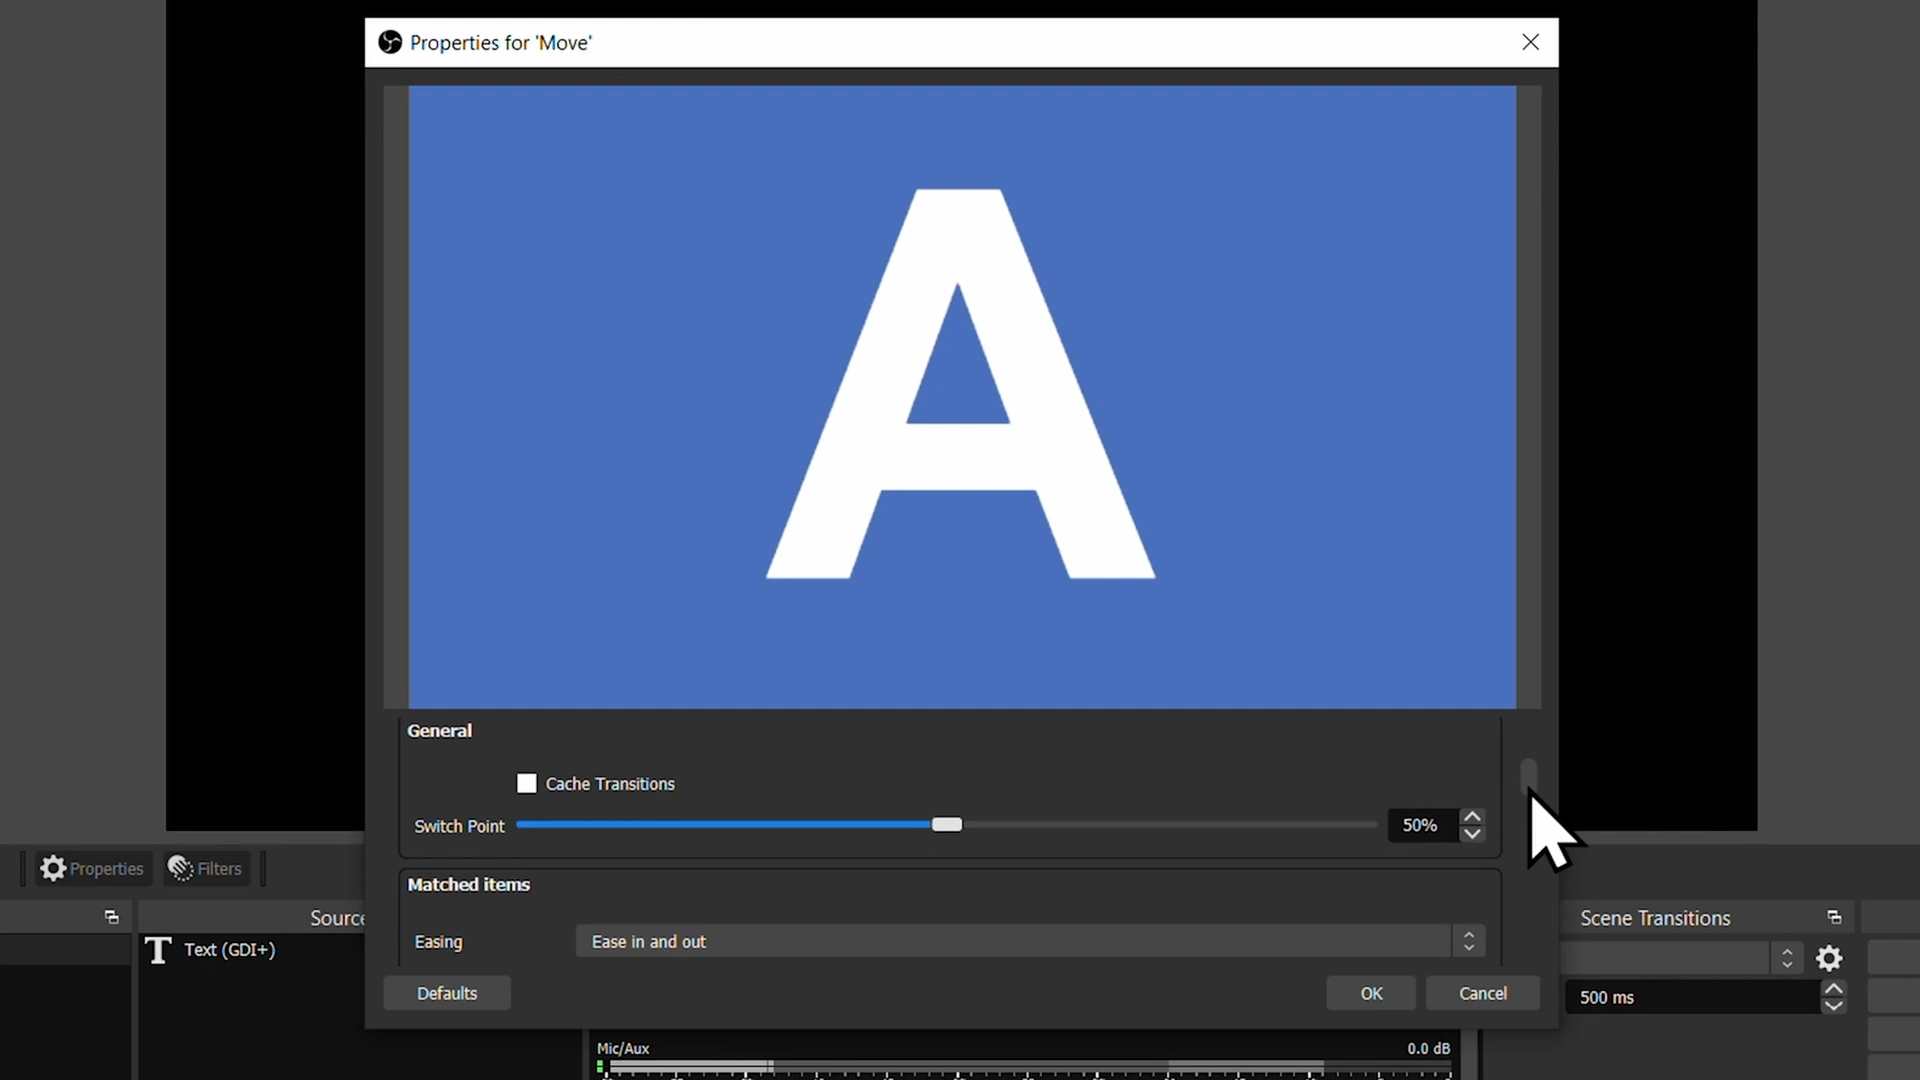 Properties for 'Move'
A
General
Cache Transitions
Switch Point
50%
Matched items
Easing
Ease in and out
Defaults
OK
Cancel
Properties
Filters
Source
Text (GDI+)
Scene Transitions
500 ms
Mic/Aux
0.0 dB